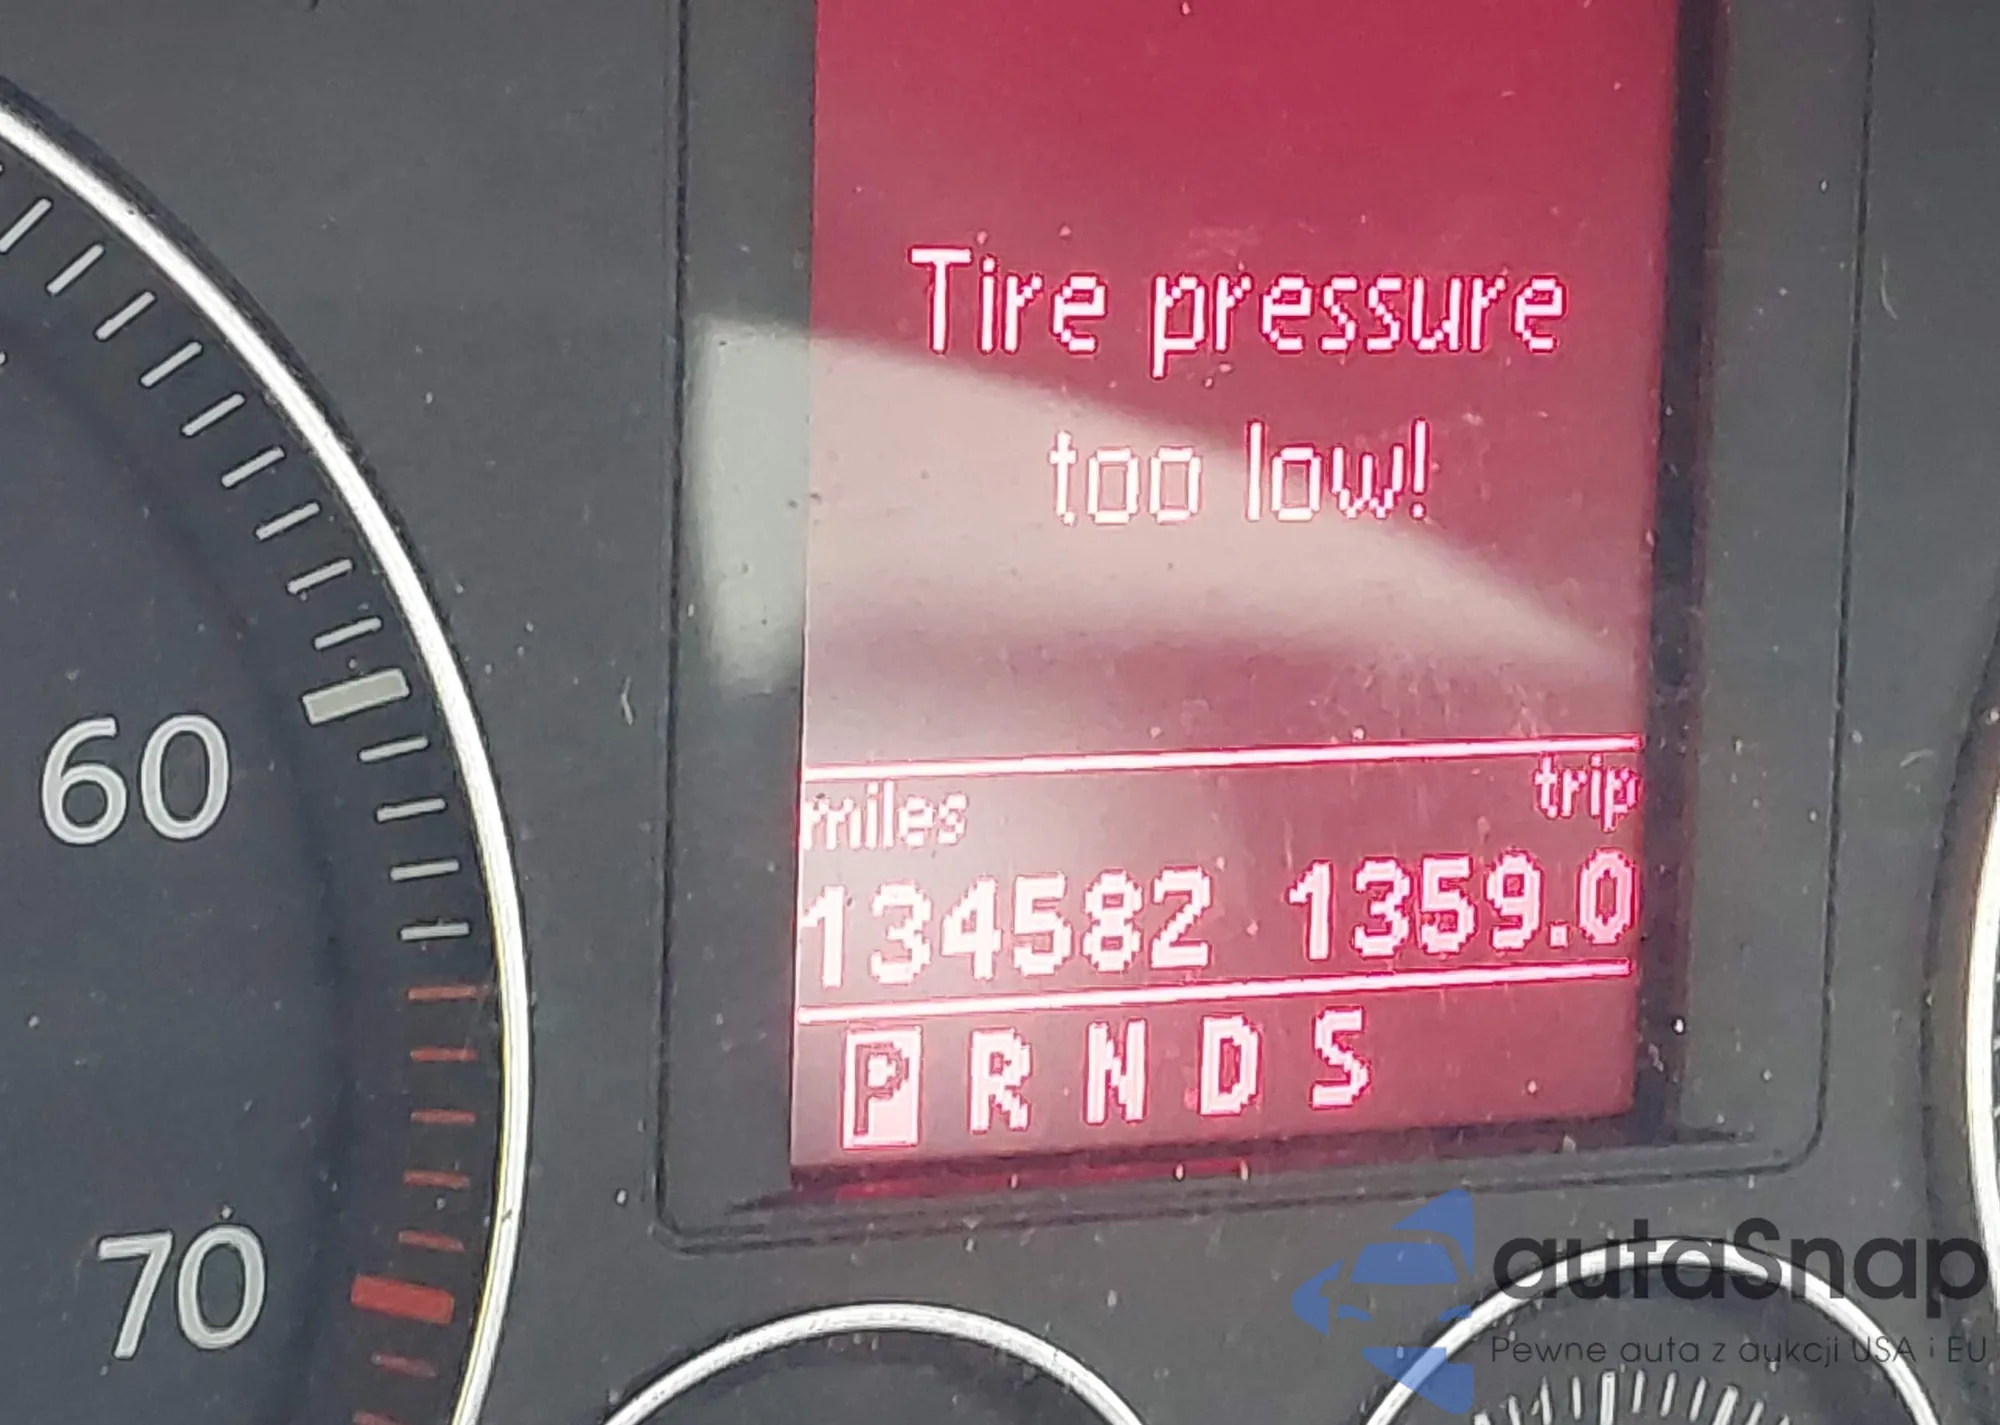 Tire pressure
too low!
miles trip
134582 1359.0
P R N D S
60
70
autaSnap
Pewne auta z aukcji USA i EU